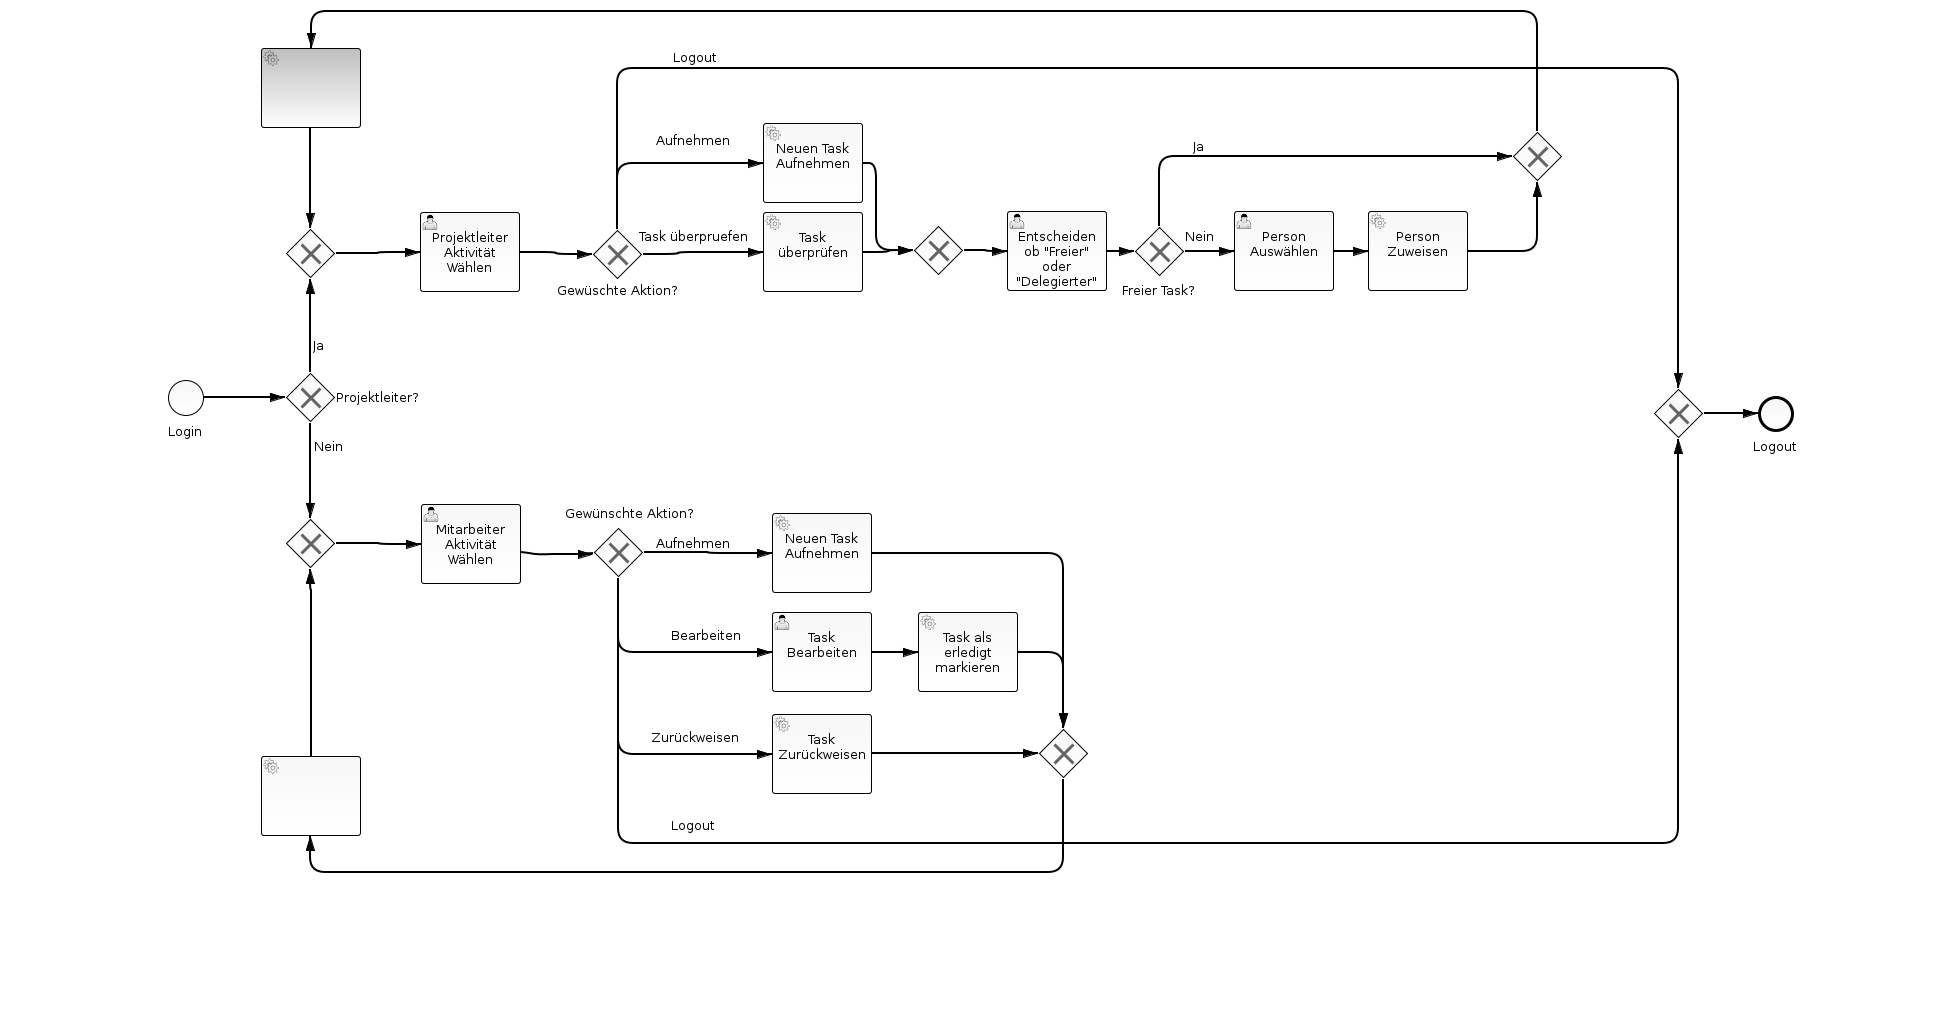 Logout
Aufnehmen
Neuen Task
Aufnehmen
Ja
Projektleiter
Aktivität
Wählen
Gewüschte Aktion?
Task überpruefen
Task
überprüfen
Entscheiden
ob "Freier"
oder
"Delegierter"
Freier Task?
Nein
Person
Auswählen
Person
Zuweisen
Ja
Login
Projektleiter?
Nein
Logout
Mitarbeiter
Aktivität
Wählen
Gewünschte Aktion?
Aufnehmen
Neuen Task
Aufnehmen
Bearbeiten
Task
Bearbeiten
Task als
erledigt
markieren
Zurückweisen
Task
Zurückweisen
Logout